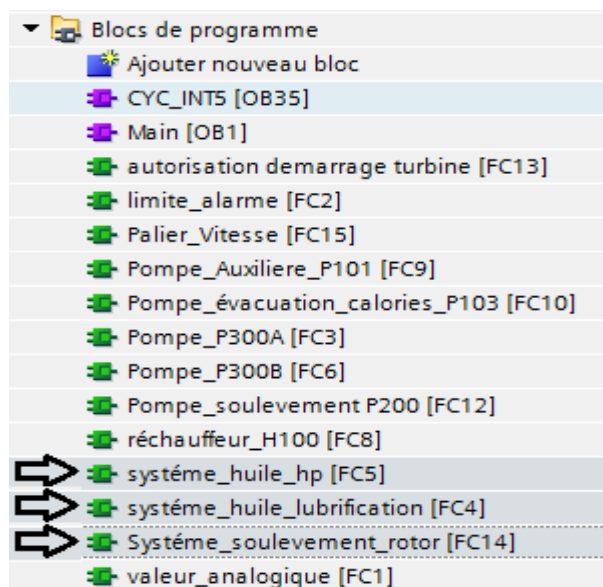 Blocs de programme
Ajouter nouveau bloc
CYC_INT5 [OB35]
Main [OB1]
autorisation demarrage turbine [FC13]
limite_alarme [FC2]
Palier_Vitesse [FC15]
Pompe_Auxiliere_P101 [FC9]
Pompe_évacuation_calories_P103 [FC10]
Pompe_P300A [FC3]
Pompe_P300B [FC6]
Pompe_soulevement P200 [FC12]
réchauffeur_H100 [FC8]
systéme_huile_hp [FC5]
systéme_huile_lubrification [FC4]
Systéme_soulevement_rotor [FC14]
valeur_analogique [FC1]